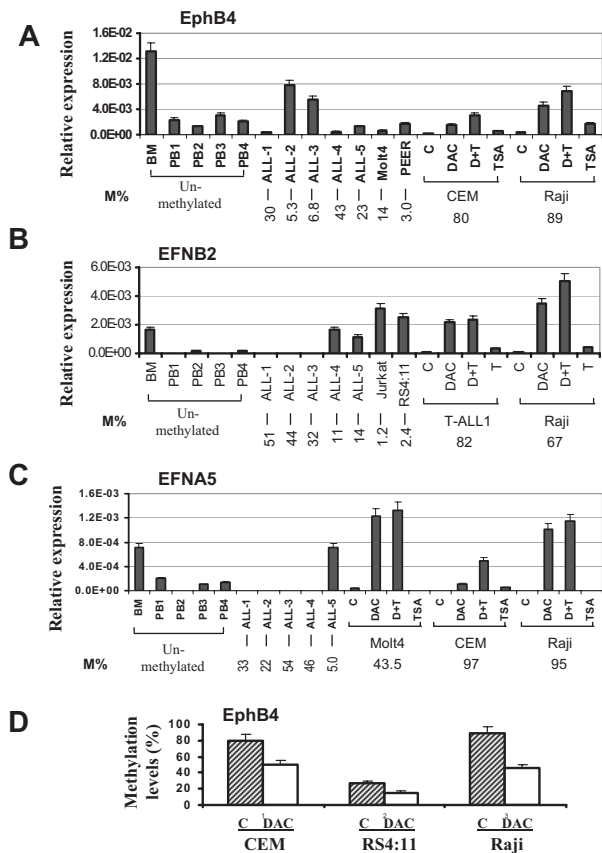 A
EphB4
Relative expression
1.6E-02
1.2E-02
8.0E-03
4.0E-03
0.0E+00
BM PB1 PB2 PB3 PB4 ALL-1 ALL-2 ALL-3 ALL-4 ALL-5 Molt4 PEER C DAC D+T TSA C DAC D+T TSA
Un-
methylated
CEM Raji
M% 30 5.3 6.8 43 23 14 3.0 80 89
B
EFNB2
Relative expression
6.0E-03
4.0E-03
2.0E-03
0.0E+00
BM PB1 PB2 PB3 PB4 ALL-1 ALL-2 ALL-3 ALL-4 ALL-5 Jurkat RS4:11 C DAC D+T T C DAC D+T T
Un-
methylated
T-ALL1 Raji
M% 51 44 32 11 14 1.2 2.4 82 67
C
EFNA5
Relative expression
1.6E-03
1.2E-03
8.0E-04
4.0E-04
0.0E+00
BM PB1 PB2 PB3 PB4 ALL-1 ALL-2 ALL-3 ALL-4 ALL-5 C DAC D+T TSA C DAC D+T TSA C DAC D+T TSA
Un-
methylated
Molt4 CEM Raji
M% 33 22 54 46 5.0 43.5 97 95
D
EphB4
Methylation
levels (%)
100
80
60
40
20
0
C 1 DAC C 2 DAC C 3 DAC
CEM RS4:11 Raji